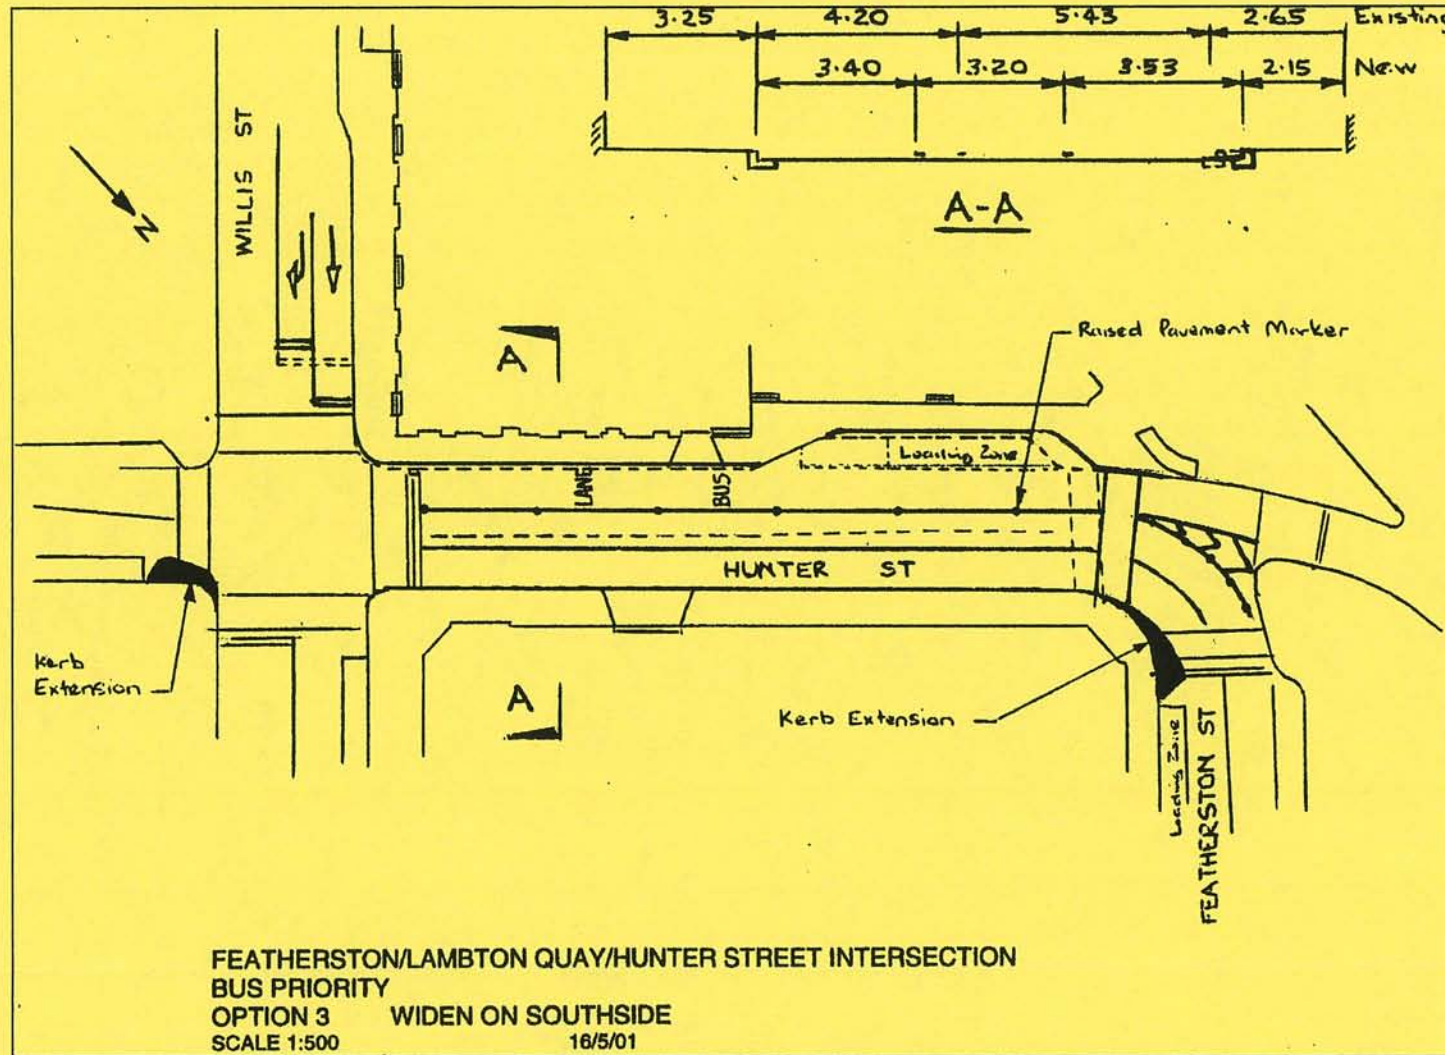 3.25 4.20 5.43 2.65 Existing
3.40 3.20 3.53 2.15 New
A-A
WILLIS ST
N
A
Raised Pavement Marker
Loading Zone
LANE
BUS
HUNTER ST
Kerb
Extension
A
Kerb Extension
Loading Zone
FEATHERSTON ST
FEATHERSTON/LAMBTON QUAY/HUNTER STREET INTERSECTION
BUS PRIORITY
OPTION 3 WIDEN ON SOUTHSIDE
SCALE 1:500 16/5/01